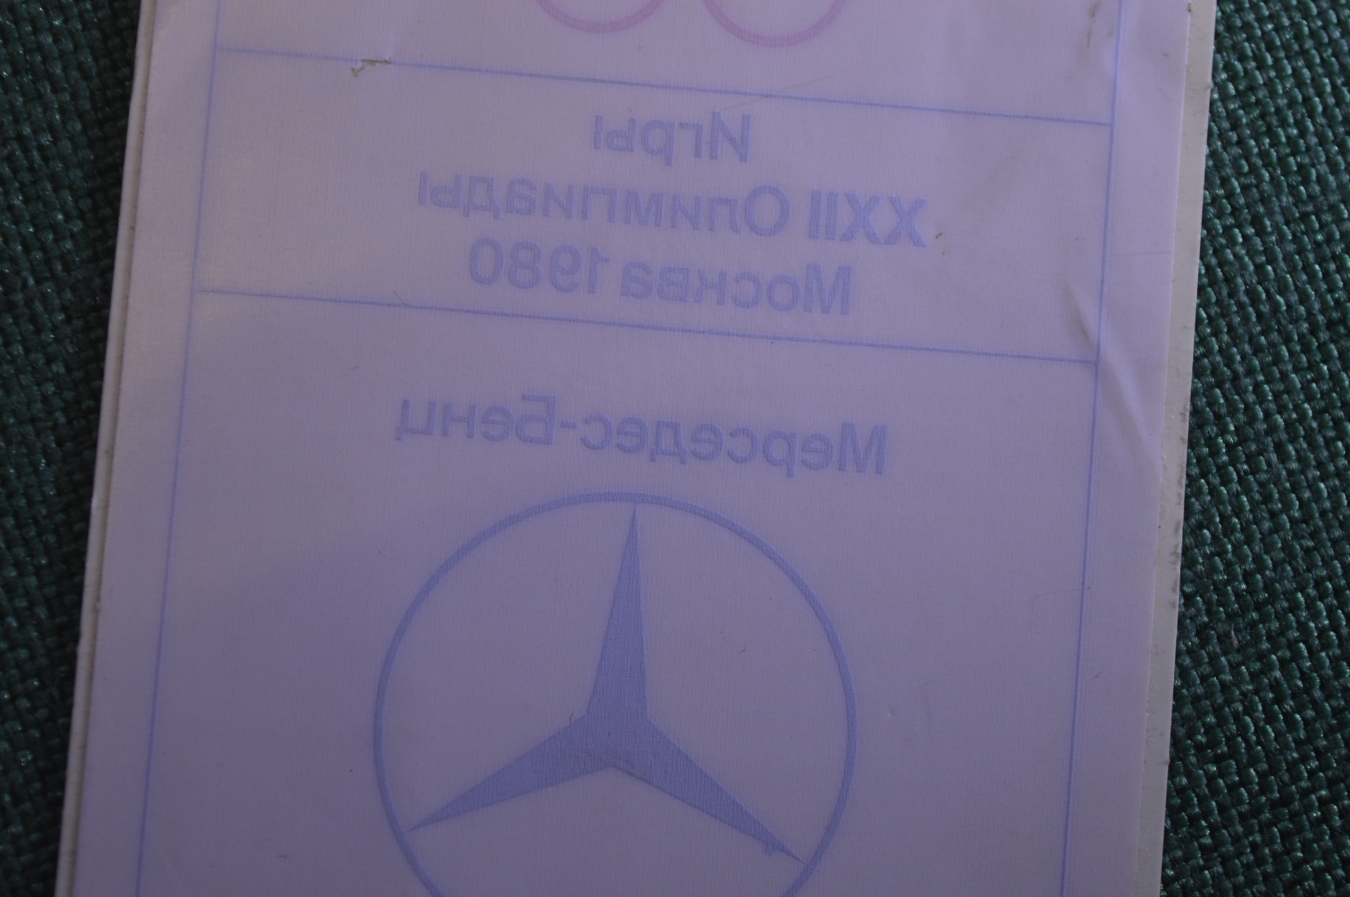 Игры
XXII Олимпиады
Москва 1980
Мерседес-Бенц